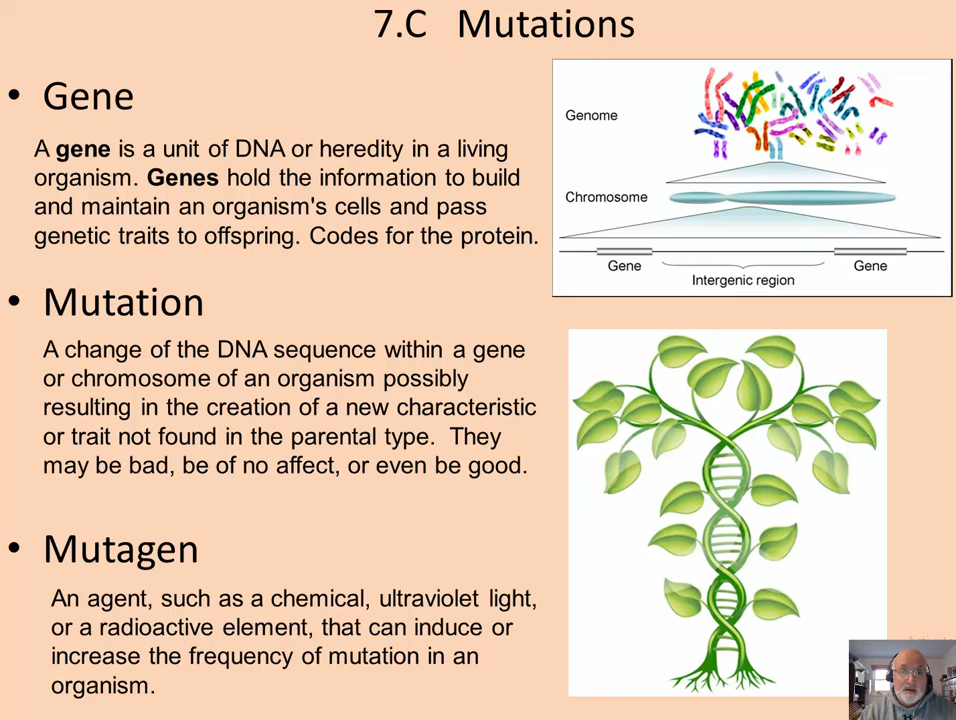 7.C Mutations
• Gene
A gene is a unit of DNA or heredity in a living
organism. Genes hold the information to build
and maintain an organism's cells and pass
genetic traits to offspring. Codes for the protein.
• Mutation
A change of the DNA sequence within a gene
or chromosome of an organism possibly
resulting in the creation of a new characteristic
or trait not found in the parental type. They
may be bad, be of no affect, or even be good.
• Mutagen
An agent, such as a chemical, ultraviolet light,
or a radioactive element, that can induce or
increase the frequency of mutation in an
organism.
Genome
Chromosome
Gene
Intergenic region
Gene